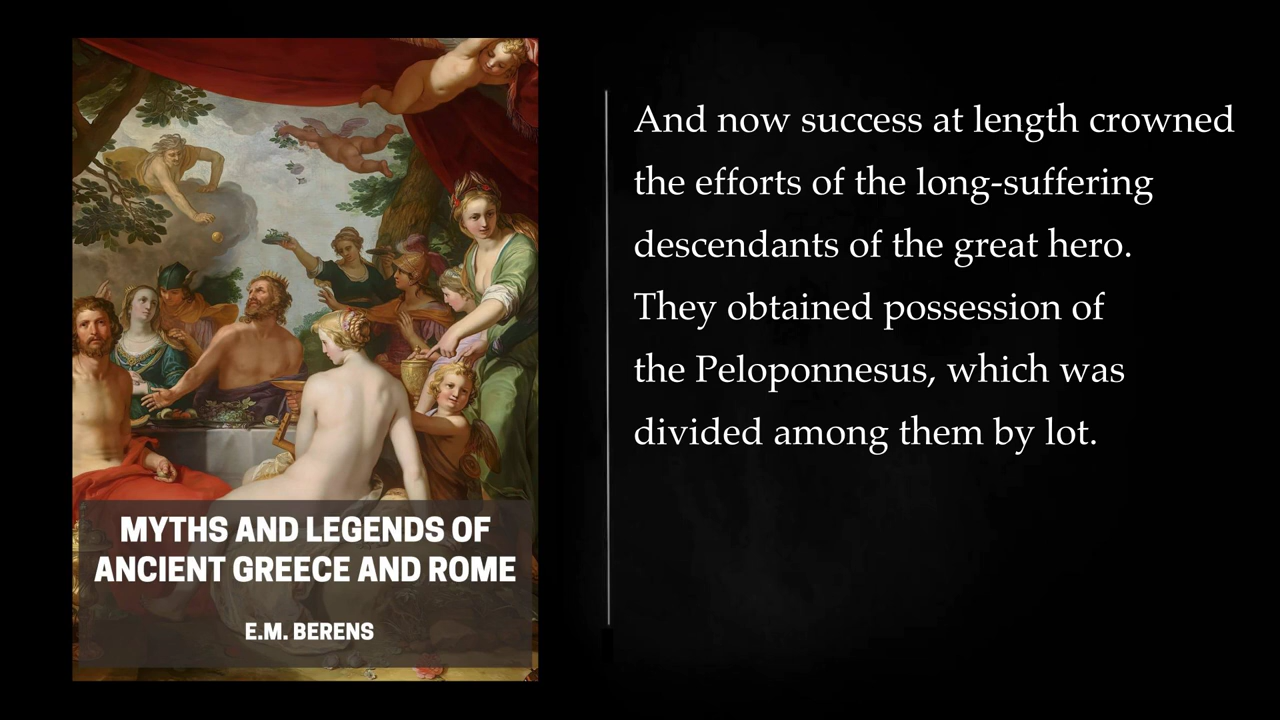 MYTHS AND LEGENDS OF
ANCIENT GREECE AND ROME
E.M. BERENS
And now success at length crowned
the efforts of the long-suffering
descendants of the great hero.
They obtained possession of
the Peloponnesus, which was
divided among them by lot.